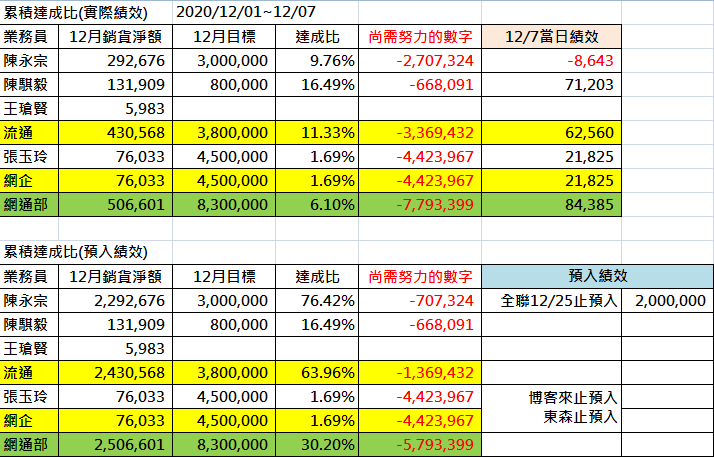 累積達成比(實際績效) 2020/12/01~12/07
業務員 12月銷貨淨額 12月目標 達成比 尚需努力的數字 12/7當日績效
陳永宗 292,676 3,000,000 9.76% -2,707,324 -8,643
陳騏毅 131,909 800,000 16.49% -668,091 71,203
王瑲賢 5,983
流通 430,568 3,800,000 11.33% -3,369,432 62,560
張玉玲 76,033 4,500,000 1.69% -4,423,967 21,825
網企 76,033 4,500,000 1.69% -4,423,967 21,825
網通部 506,601 8,300,000 6.10% -7,793,399 84,385
累積達成比(預入績效)
業務員 12月銷貨淨額 12月目標 達成比 尚需努力的數字 預入績效
陳永宗 2,292,676 3,000,000 76.42% -707,324 全聯12/25止預入 2,000,000
陳騏毅 131,909 800,000 16.49% -668,091
王瑲賢 5,983
流通 2,430,568 3,800,000 63.96% -1,369,432
張玉玲 76,033 4,500,000 1.69% -4,423,967 博客來止預入
網企 76,033 4,500,000 1.69% -4,423,967 東森止預入
網通部 2,506,601 8,300,000 30.20% -5,793,399